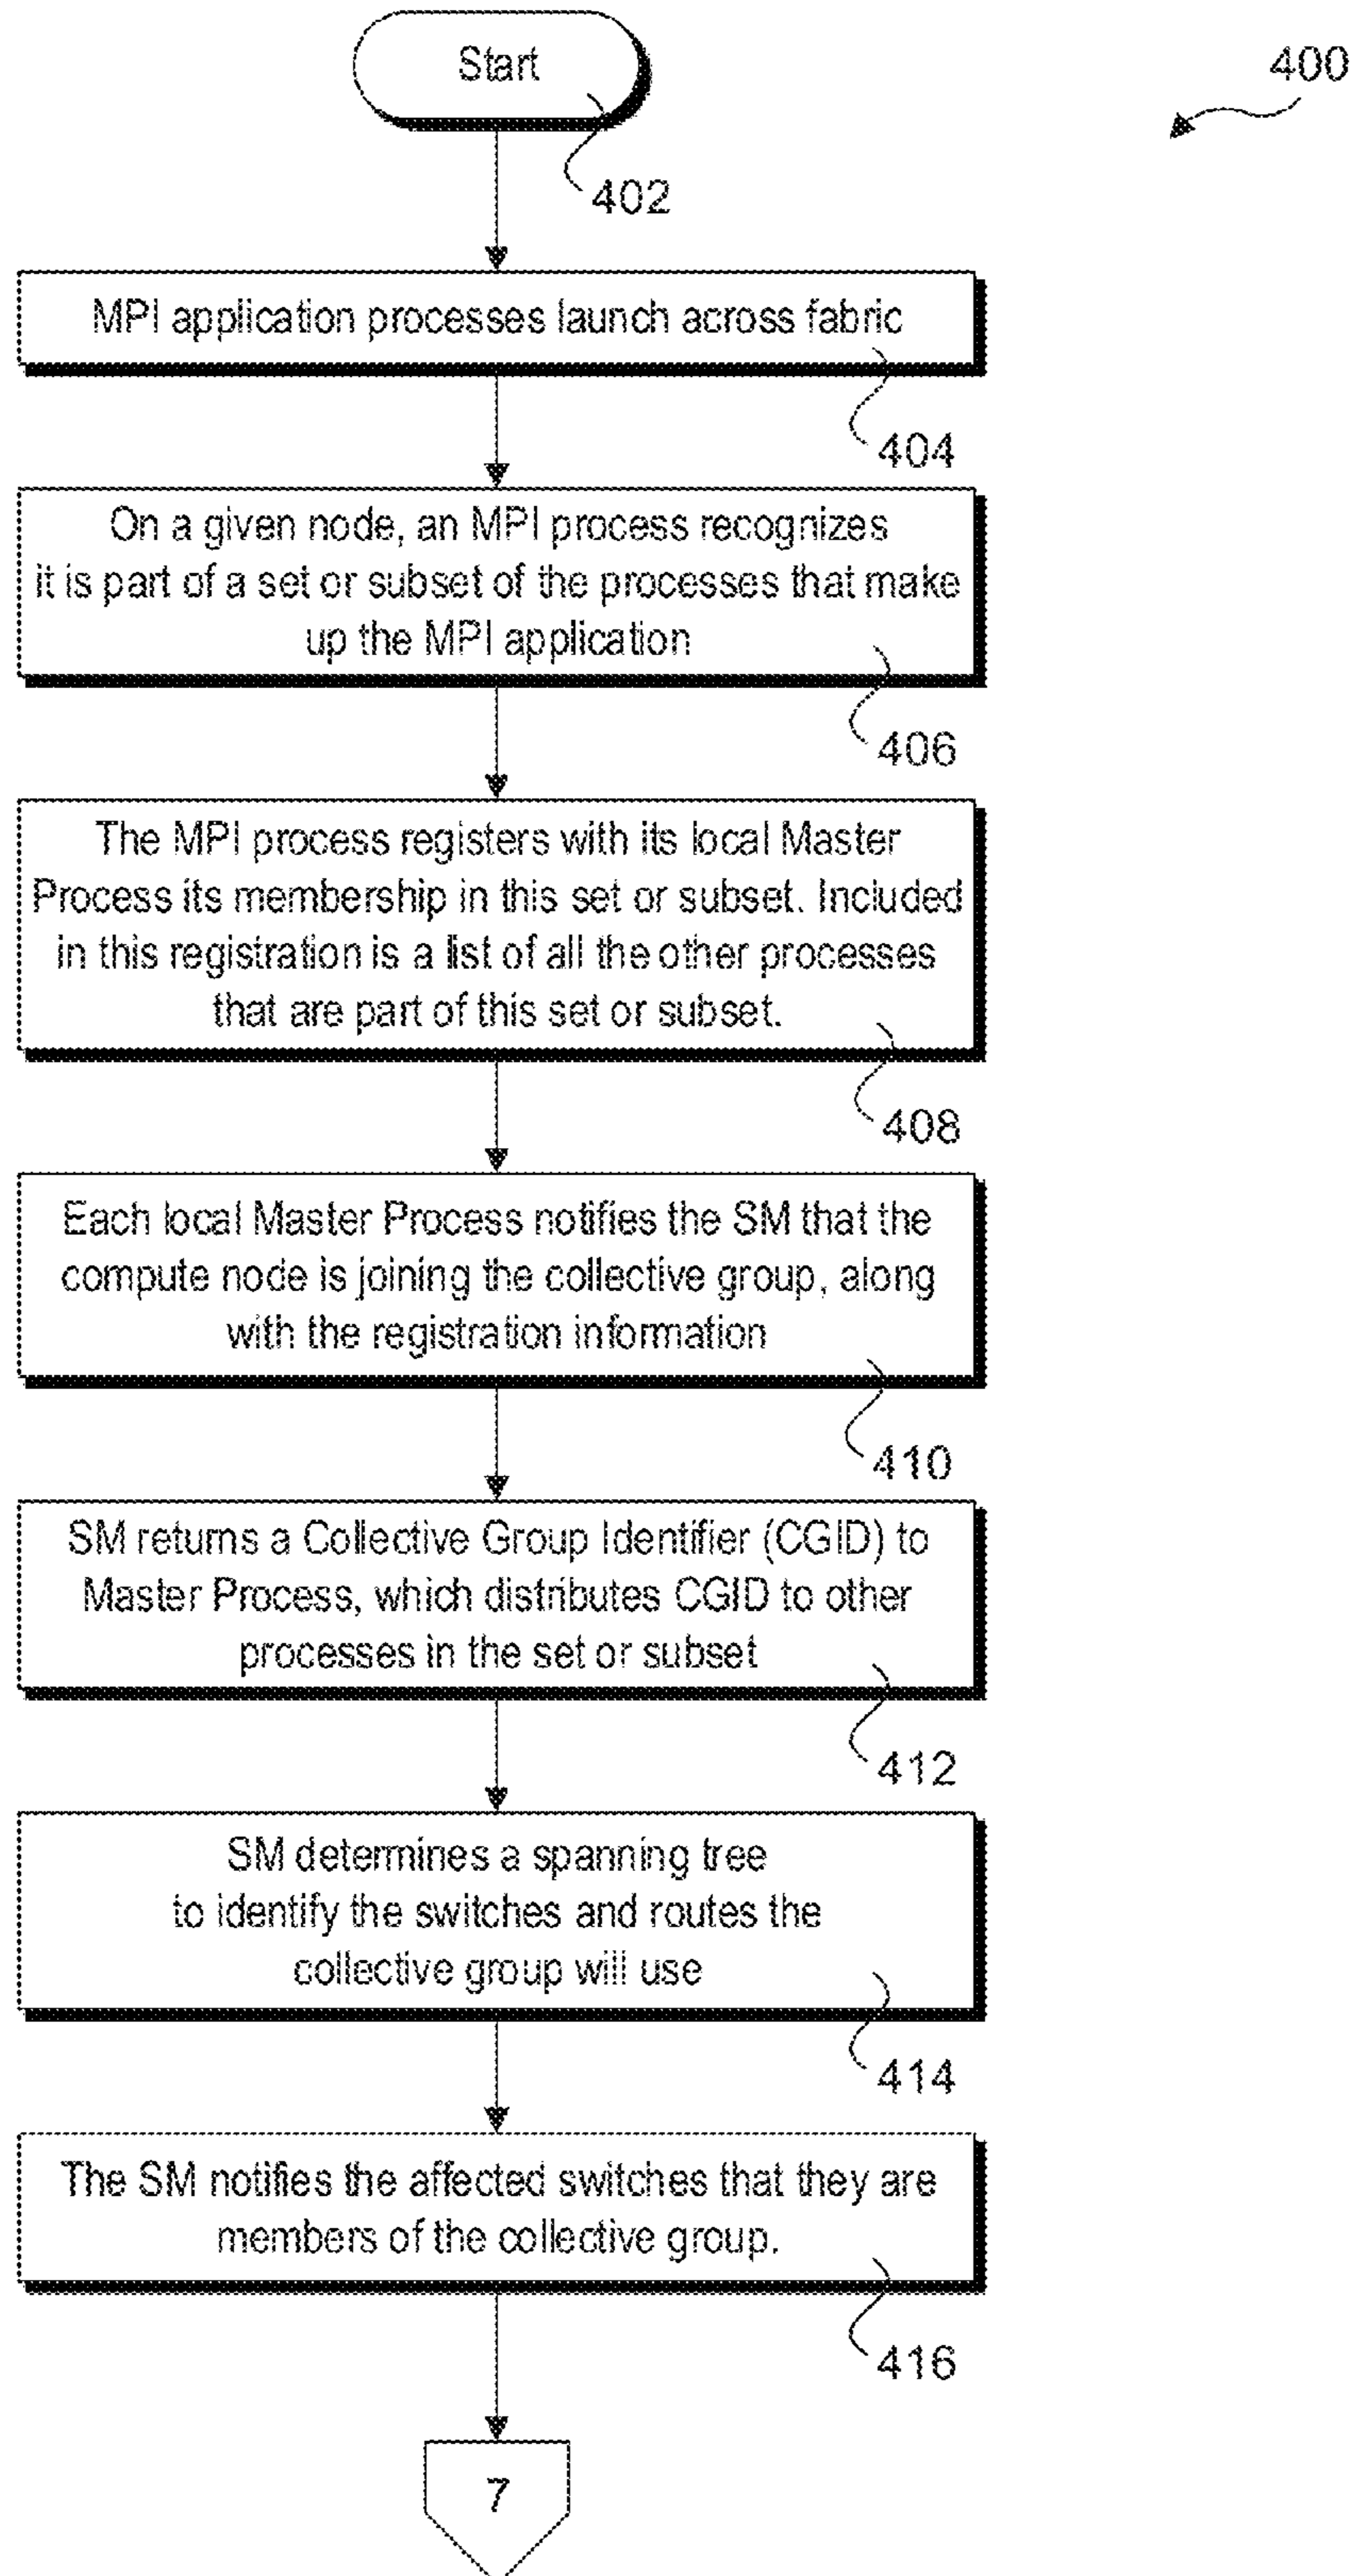 Start
400
402
MPI application processes launch across fabric
404
On a given node, an MPI process recognizes
it is part of a set or subset of the processes that make
up the MPI application
406
The MPI process registers with its local Master
Process its membership in this set or subset. Included
in this registration is a list of all the other processes
that are part of this set or subset.
408
Each local Master Process notifies the SM that the
compute node is joining the collective group, along
with the registration information
410
SM returns a Collective Group Identifier (CGID) to
Master Process, which distributes CGID to other
processes in the set or subset
412
SM determines a spanning tree
to identify the switches and routes the
collective group will use
414
The SM notifies the affected switches that they are
members of the collective group.
416
7